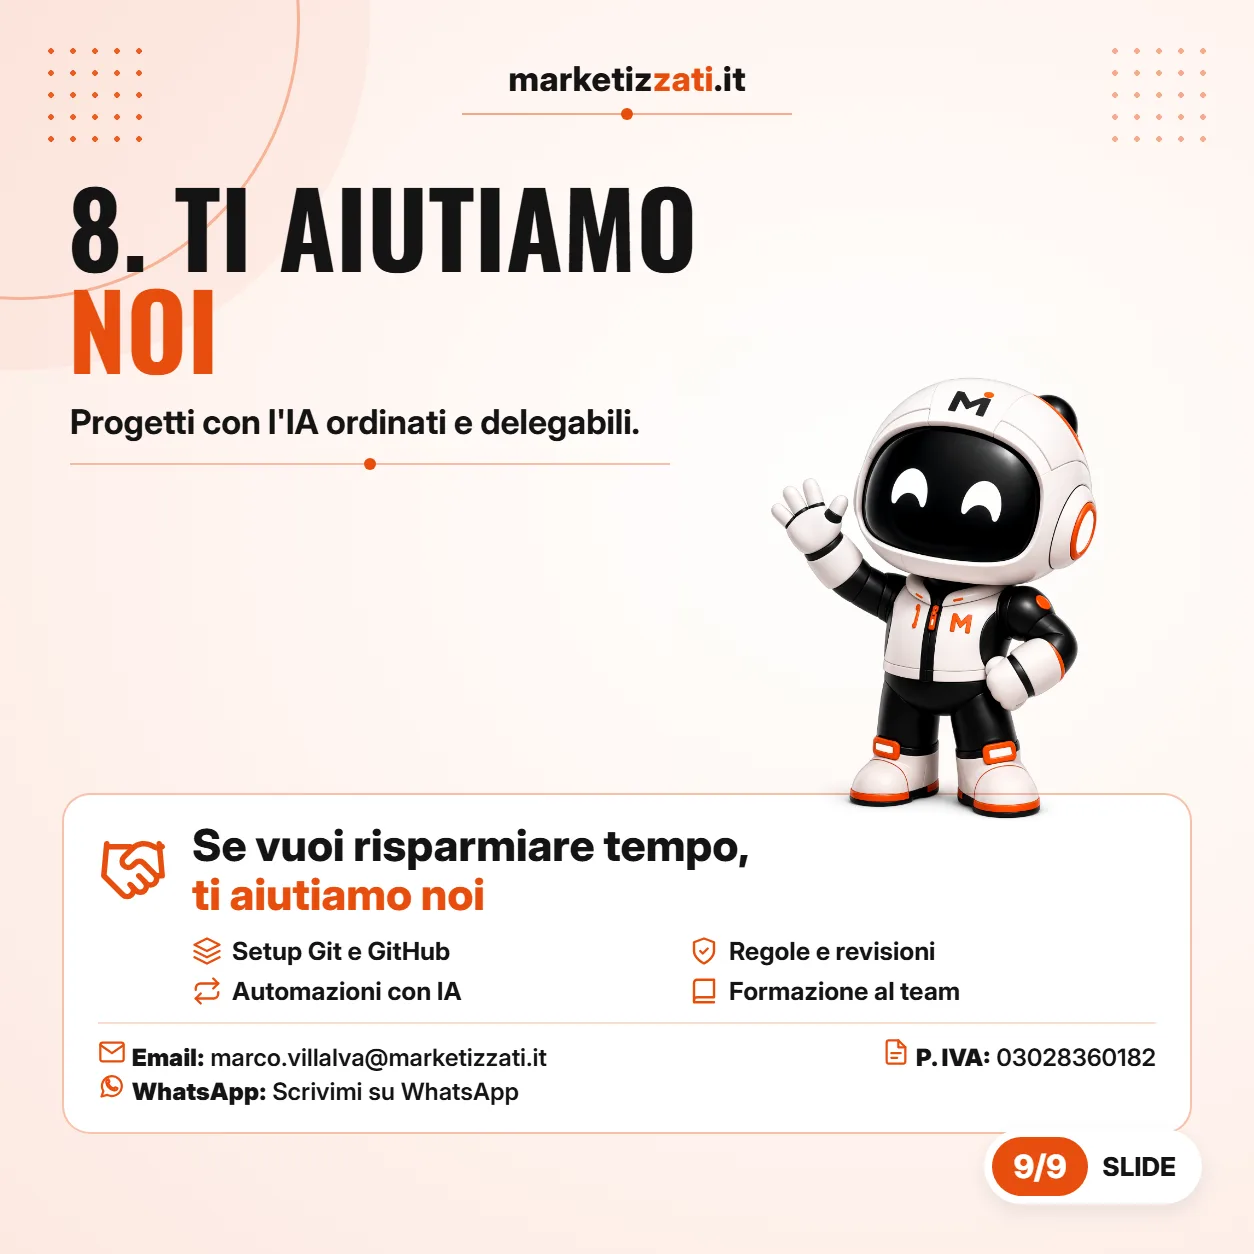 marketizzati.it
8. TI AIUTIAMO
NOI
Progetti con l'IA ordinati e delegabili.
M
M
Se vuoi risparmiare tempo,
ti aiutiamo noi
Setup Git e GitHub
Regole e revisioni
Automazioni con IA
Formazione al team
Email: marco.villalva@marketizzati.it
P. IVA: 03028360182
WhatsApp: Scrivimi su WhatsApp
9/9 SLIDE